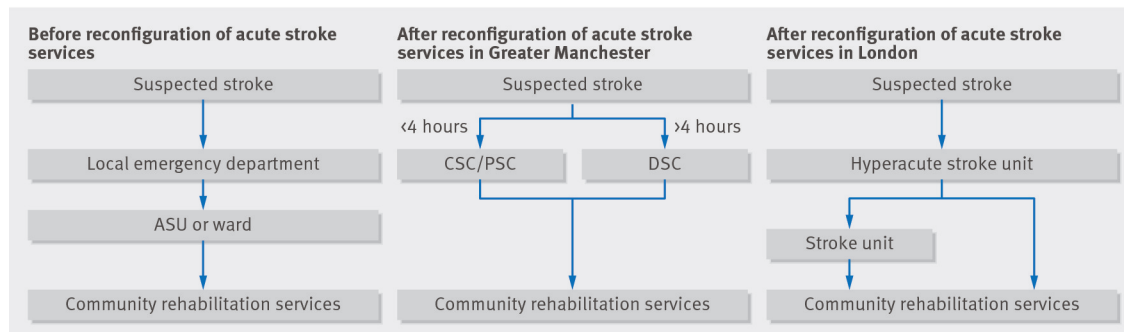 Before reconfiguration of acute stroke
services
Suspected stroke
Local emergency department
ASU or ward
Community rehabilitation services
After reconfiguration of acute stroke
services in Greater Manchester
Suspected stroke
<4 hours
>4 hours
CSC/PSC
DSC
Community rehabilitation services
After reconfiguration of acute stroke
services in London
Suspected stroke
Hyperacute stroke unit
Stroke unit
Community rehabilitation services